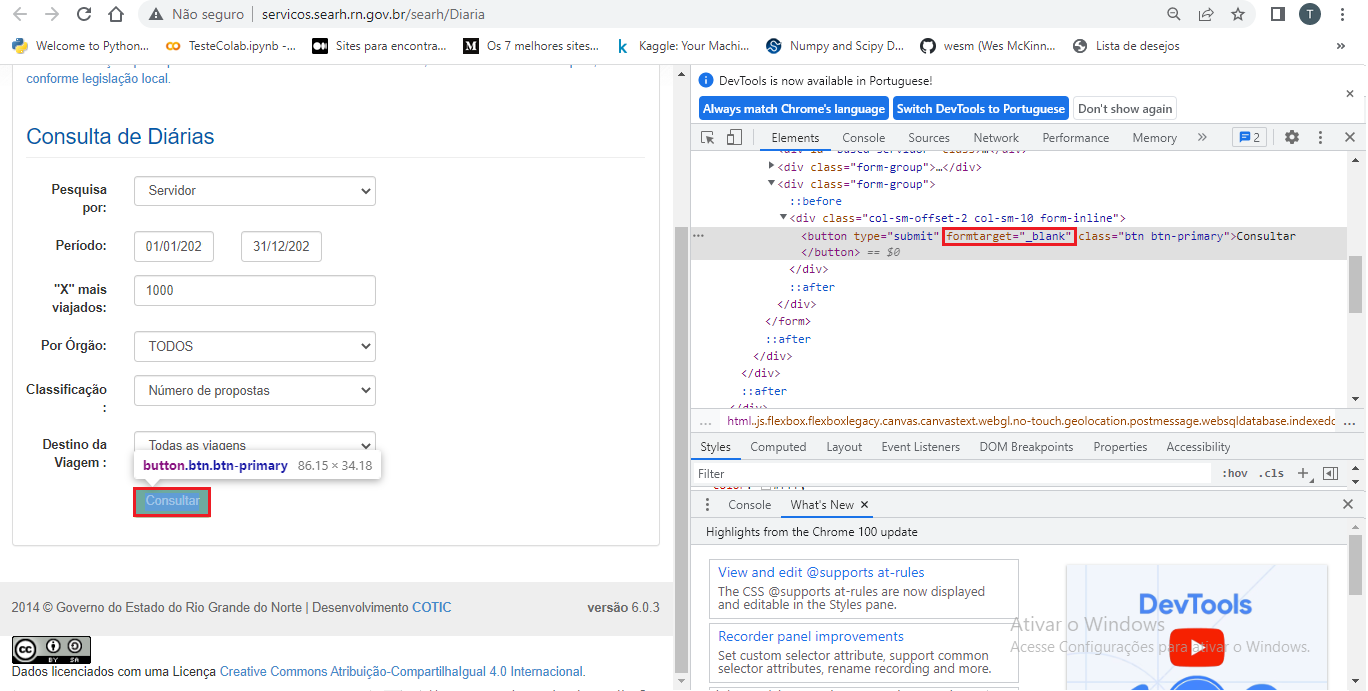 Não seguro
servicos.searh.rn.gov.br/searh/Diaria
T
Welcome to Python...
TesteColab.ipynb -...
Sites para encontra...
Os 7 melhores sites...
Kaggle: Your Machi...
Numpy and Scipy D...
wesm (Wes McKinn...
Lista de desejos
»
conforme legislação local.
Consulta de Diárias
Pesquisa por:
Servidor
Período:
01/01/202
31/12/202
"X" mais viajados:
1000
Por Órgão:
TODOS
Classificação :
Número de propostas
Destino da Viagem :
Todas as viagens
button.btn.btn-primary 86.15 × 34.18
Consultar
2014 © Governo do Estado do Rio Grande do Norte | Desenvolvimento COTIC
versão 6.0.3
CC BY SA
Dados licenciados com uma Licença Creative Commons Atribuição-CompartilhaIgual 4.0 Internacional.
DevTools is now available in Portuguese!
Always match Chrome's language
Switch DevTools to Portuguese
Don't show again
Elements
Console
Sources
Network
Performance
Memory
»
2
<div class="form-group">…</div>
<div class="form-group">
::before
<div class="col-sm-offset-2 col-sm-10 form-inline">
<button type="submit" formtarget="_blank" class="btn btn-primary">Consultar
</button> == $0
</div>
::after
</div>
</form>
::after
</div>
</div>
::after
... html.js.flexbox.flexboxlegacy.canvas.canvastext.webgl.no-touch.geolocation.postmessage.websqldatabase.indexedd ...
Styles
Computed
Layout
Event Listeners
DOM Breakpoints
Properties
Accessibility
Filter
:hov
.cls
Console
What's New
Highlights from the Chrome 100 update
View and edit @supports at-rules
The CSS @supports at-rules are now displayed
and editable in the Styles pane.
Recorder panel improvements
Set custom selector attribute, support common
selector attributes, rename recording and more.
DevTools
Ativar o Windows
Acesse Configurações para ativar o Windows.